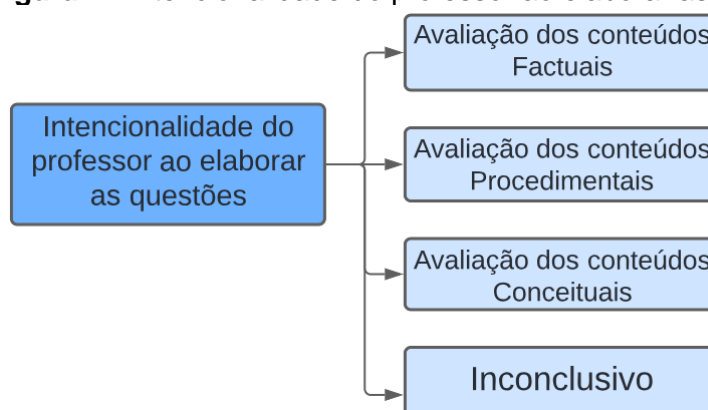 Intencionalidade do
professor ao elaborar
as questões
Avaliação dos conteúdos
Factuais
Avaliação dos conteúdos
Procedimentais
Avaliação dos conteúdos
Conceituais
Inconclusivo